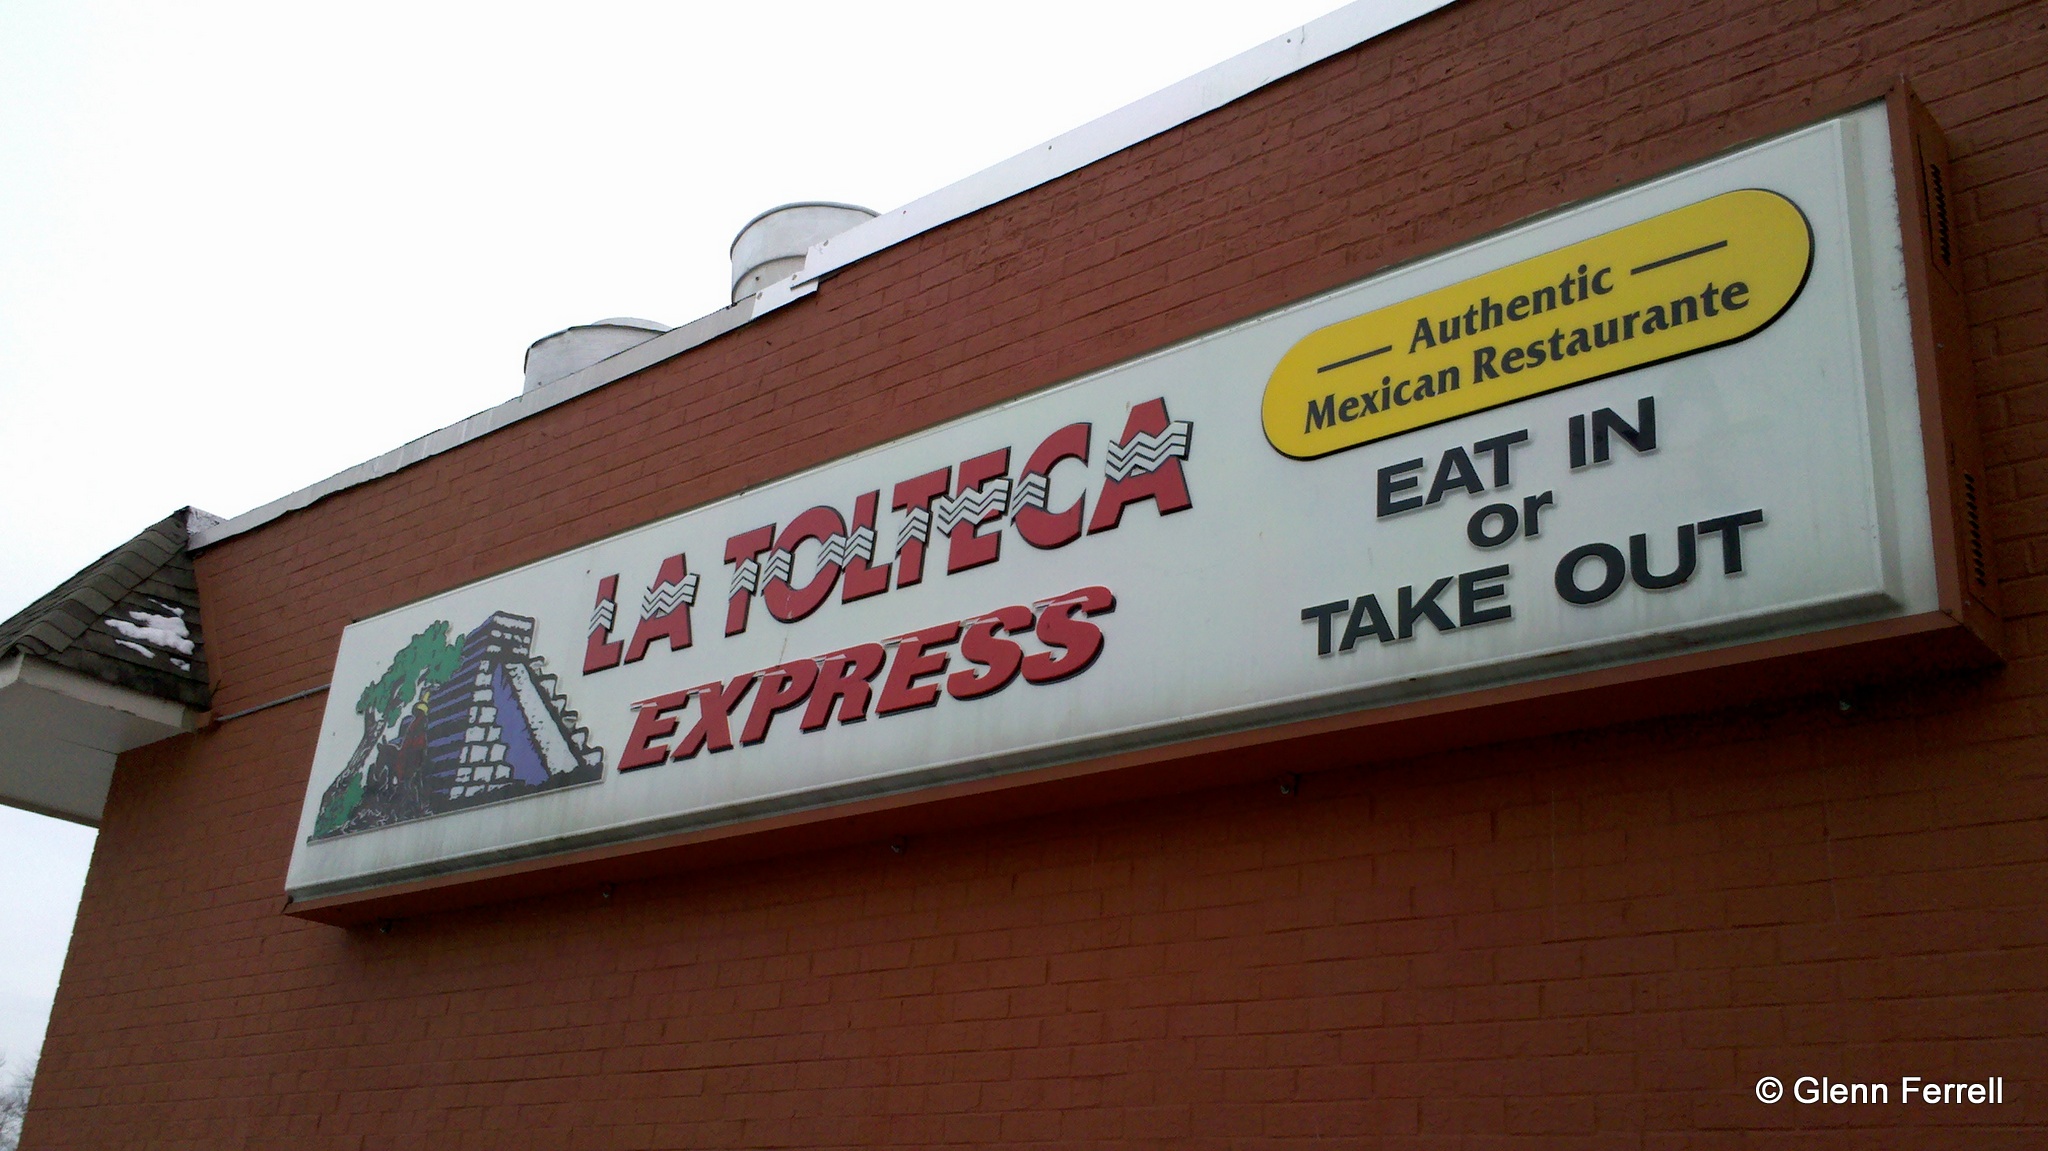 LA TOLTECA
EXPRESS
Authentic
Mexican Restaurante
EAT IN
or
TAKE OUT
© Glenn Ferrell